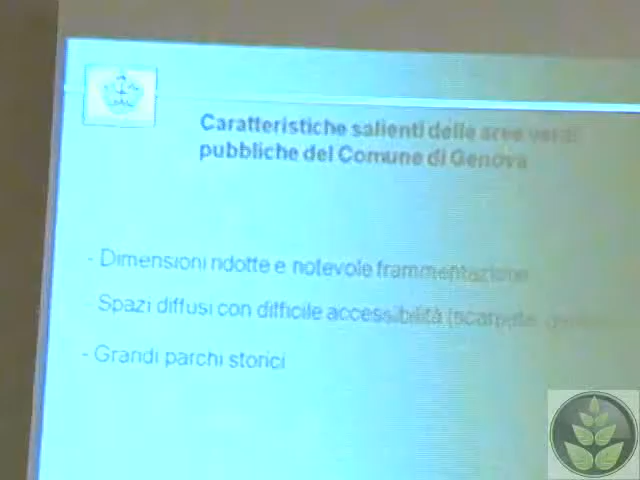 Caratteristiche salienti delle aree verdi
pubbliche del Comune di Genova
- Dimensioni ridotte e notevole frammentazione
- Spazi diffusi con difficile accessibilità (scarpate,
- Grandi parchi storici